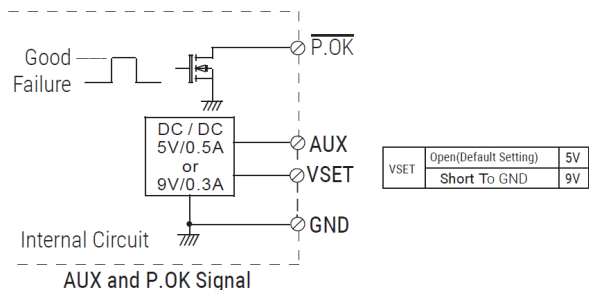 Good
Failure
P.OK
DC / DC
5V/0.5A
or
9V/0.3A
AUX
VSET
GND
Internal Circuit
AUX and P.OK Signal
VSET
Open(Default Setting) 5V
Short To GND 9V